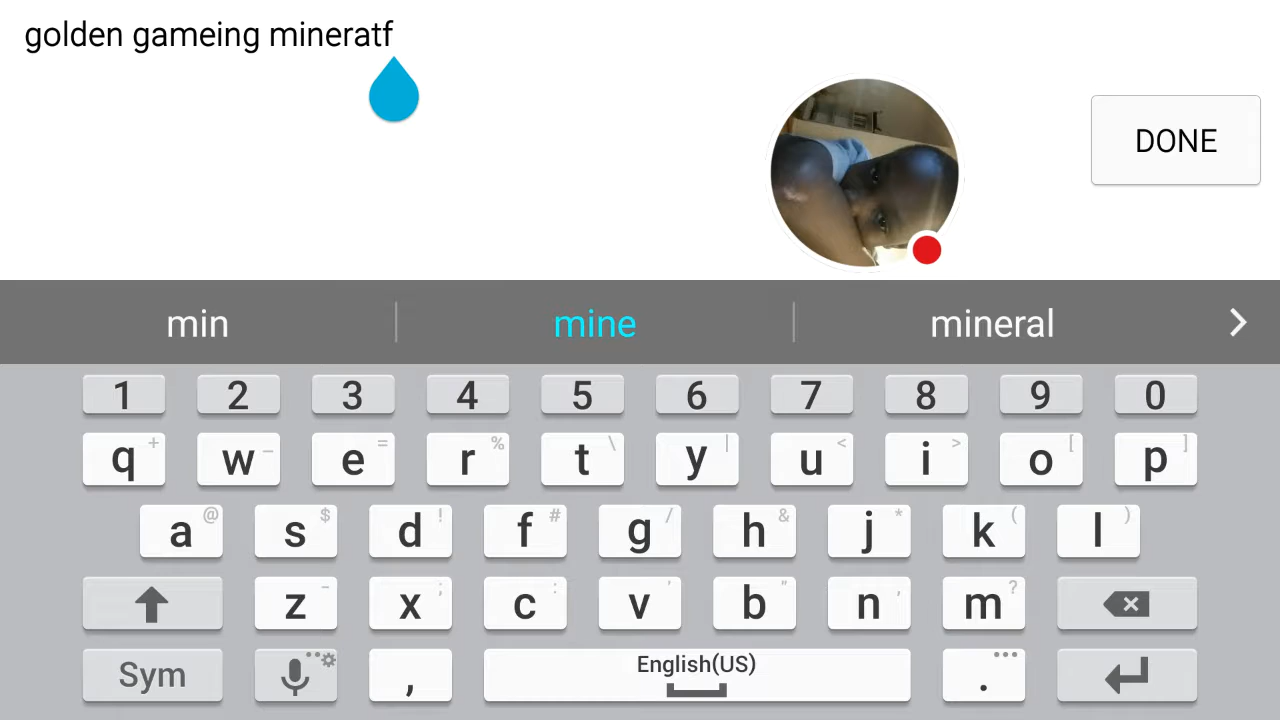 golden gameing mineratf
DONE
min mine mineral
1 2 3 4 5 6 7 8 9 0
q + w _ e = r % t \ y | u < i > o [ p ]
a @ s $ d ! f # g / h & j * k ( l )
z - x ; c : v ' b " n , m ?
Sym , English(US) .